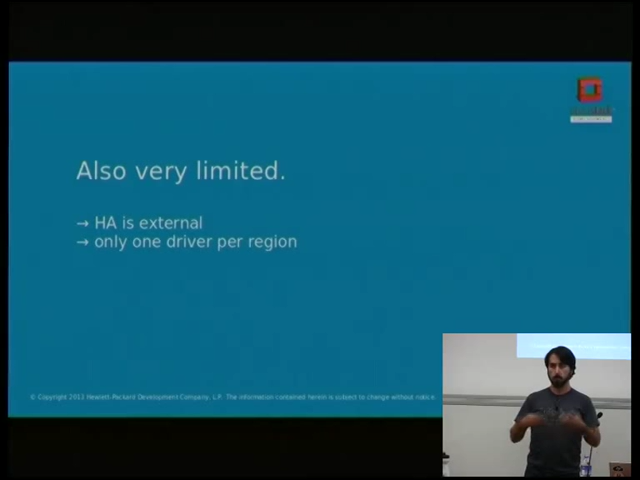 Also very limited.
→ HA is external
→ only one driver per region
© Copyright 2012 Hewlett-Packard Development Company, L.P. The information contained herein is subject to change without notice.